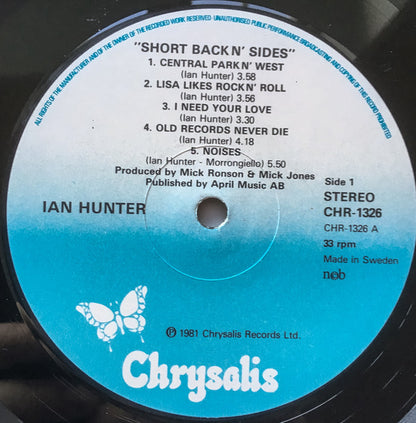 ALL RIGHTS OF THE MANUFACTURER AND OF THE OWNER OF THE RECORDED WORK RESERVED · UNAUTHORISED PUBLIC PERFORMANCE BROADCASTING AND COPYING OF THIS RECORD PROHIBITED
"SHORT BACK N' SIDES"
1. CENTRAL PARK N' WEST
(Ian Hunter) 3.58
2. LISA LIKES ROCK N' ROLL
(Ian Hunter) 3.56
3. I NEED YOUR LOVE
(Ian Hunter) 3.30
4. OLD RECORDS NEVER DIE
(Ian Hunter) 4.18
5. NOISES
(Ian Hunter - Morrongiello) 5.50
Produced by Mick Ronson & Mick Jones
Published by April Music AB
IAN HUNTER
Side 1
STEREO
CHR-1326
CHR-1326 A
33 rpm
Made in Sweden
n©b
℗ 1981 Chrysalis Records Ltd.
Chrysalis